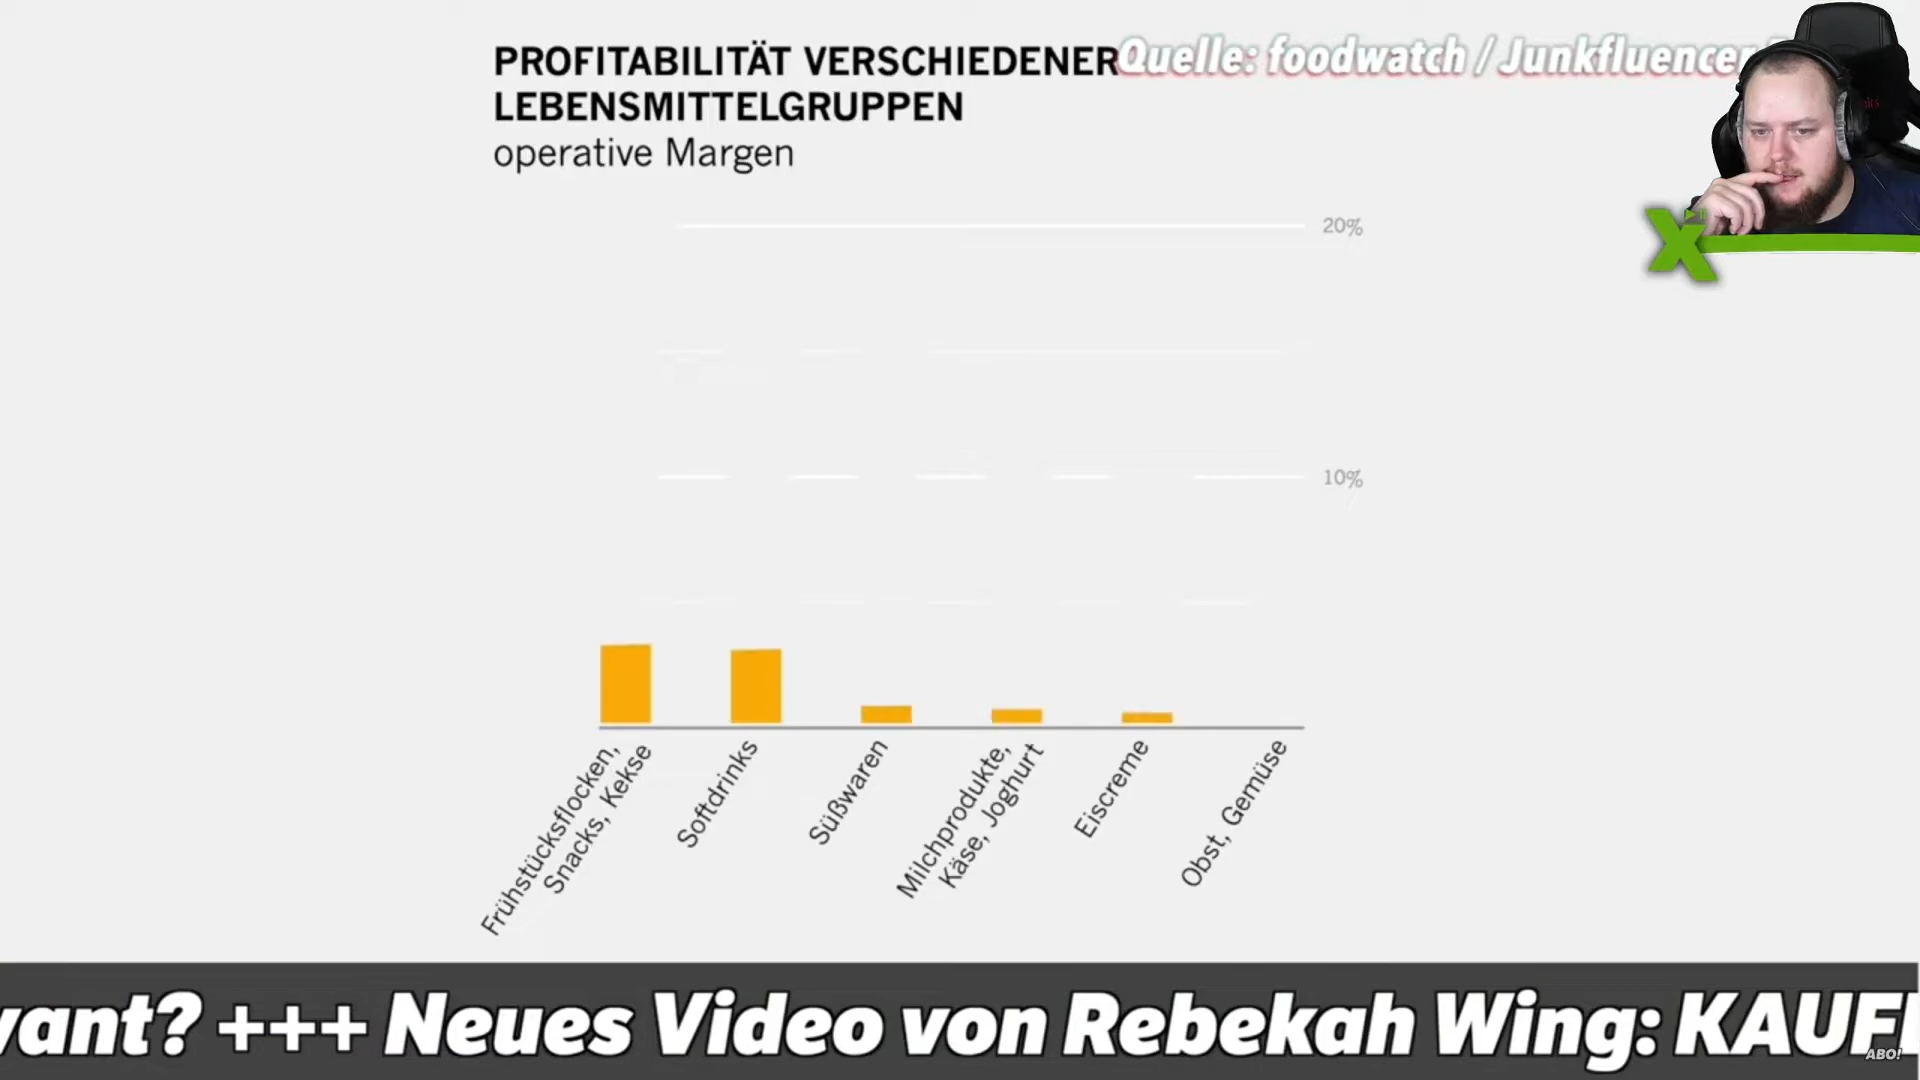 PROFITABILITÄT VERSCHIEDENER
LEBENSMITTELGRUPPEN
operative Margen
Quelle: foodwatch / Junkfluencer
20%
10%
Frühstücksflocken,
Snacks, Kekse
Softdrinks
Süßwaren
Milchprodukte,
Käse, Joghurt
Eiscreme
Obst, Gemüse
vant? +++ Neues Video von Rebekah Wing: KAUFL
ABO!